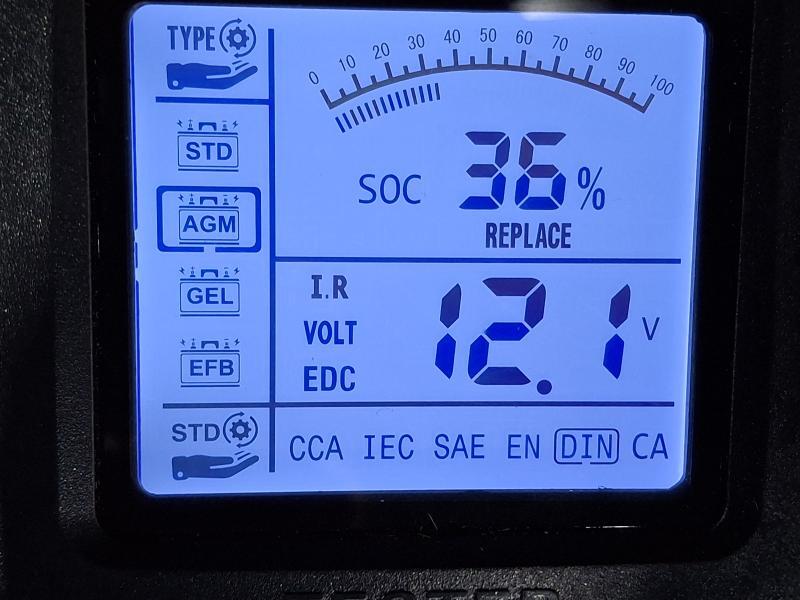 TYPE
0 10 20 30 40 50 60 70 80 90 100
STD
SOC 36 %
AGM
REPLACE
GEL
I.R
VOLT 12.1 V
EFB
EDC
STD
CCA IEC SAE EN DIN CA